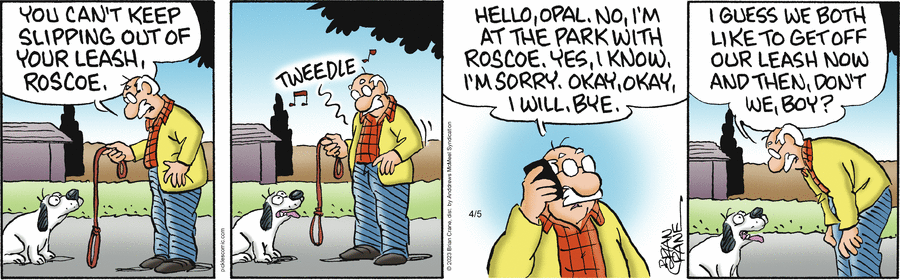 YOU CAN'T KEEP
SLIPPING OUT OF
YOUR LEASH,
ROSCOE.
picklescomic.com
TWEEDLE
© 2023 Brian Crane, dist. by Andrews McMeel Syndication
HELLO, OPAL. NO, I'M
AT THE PARK WITH
ROSCOE. YES, I KNOW.
I'M SORRY. OKAY, OKAY,
I WILL. BYE.
4/5
BRIAN
CRANE
I GUESS WE BOTH
LIKE TO GET OFF
OUR LEASH NOW
AND THEN, DON'T
WE, BOY?